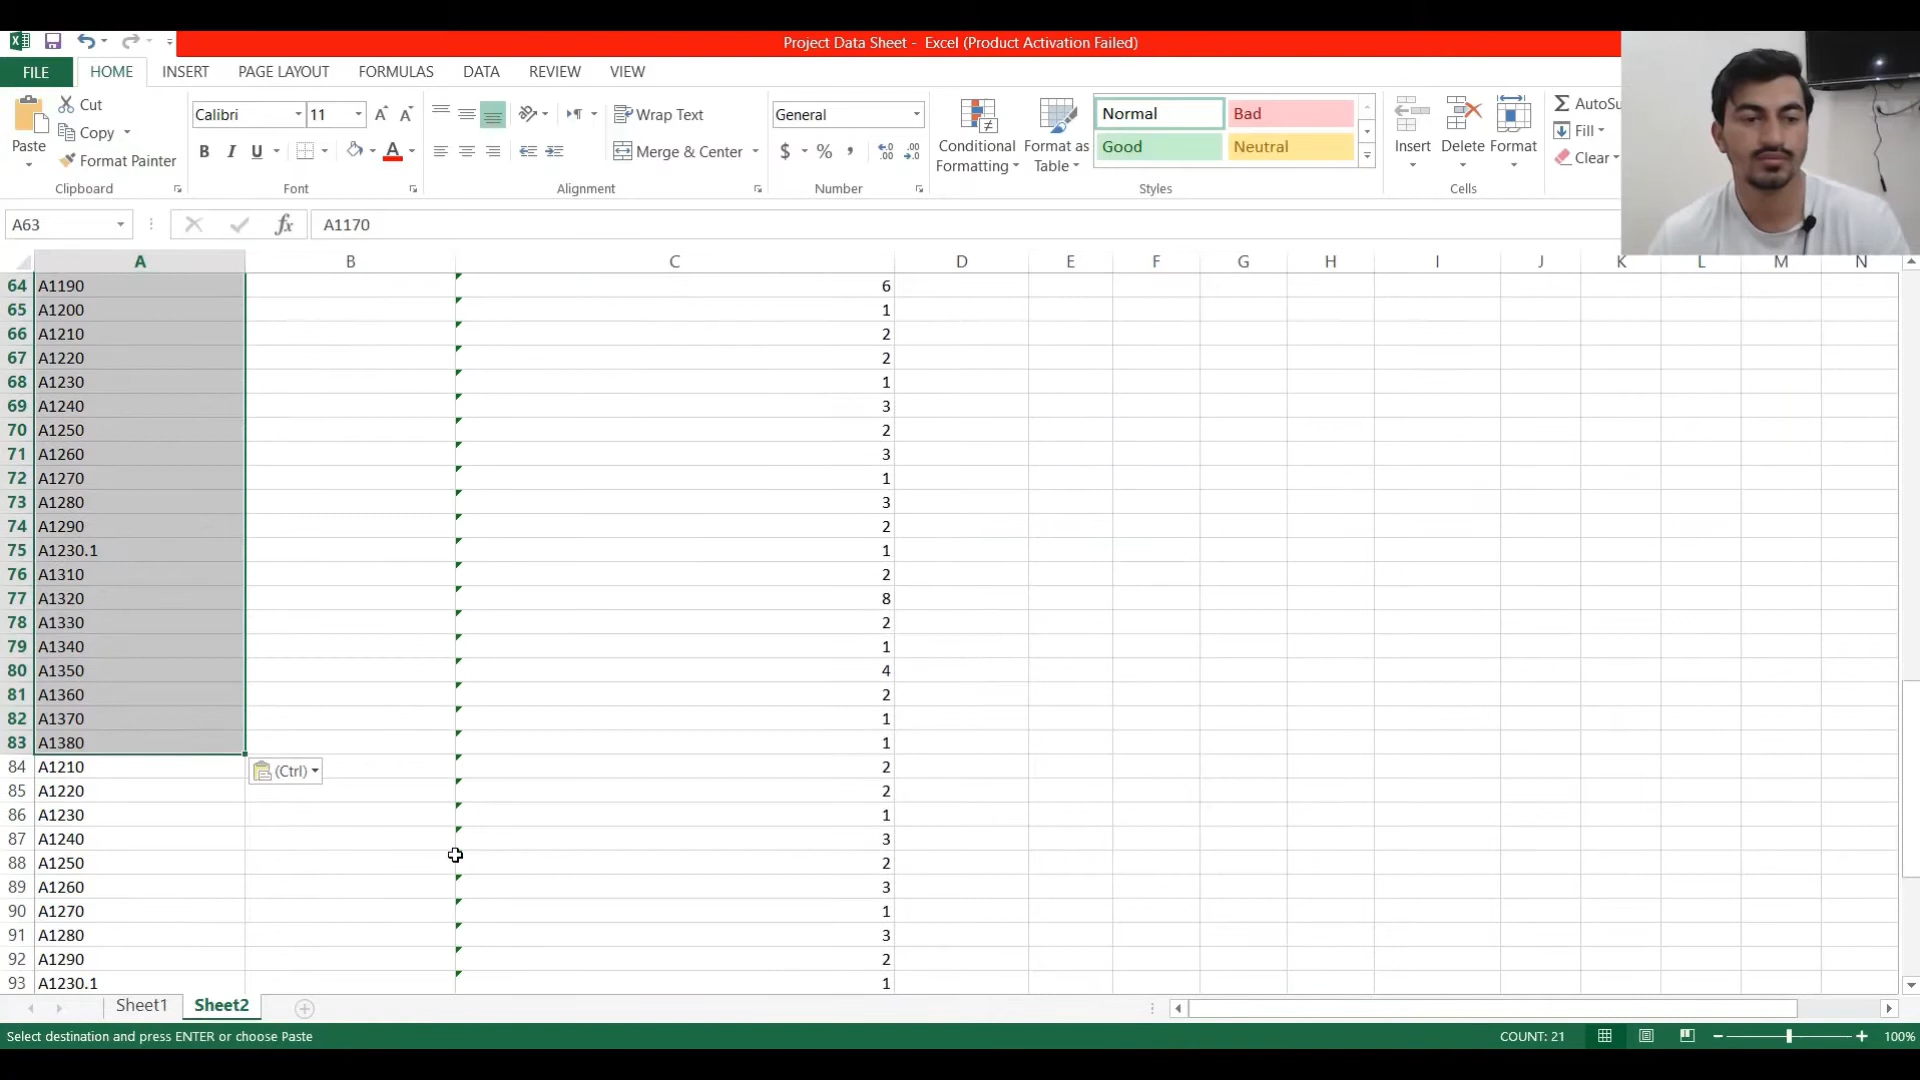 Project Data Sheet - Excel (Product Activation Failed)
FILE HOME INSERT PAGE LAYOUT FORMULAS DATA REVIEW VIEW
Paste
Cut
Copy
Format Painter
Clipboard
Calibri 11
B I U
Font
Wrap Text
Merge & Center
Alignment
General
$ %
Number
Conditional Formatting
Format as Table
Normal Bad
Good Neutral
Styles
Insert Delete Format
Cells
AutoSu
Fill
Clear
A63 fx A1170
A B C D E F G H I J K L M N
64 A1190 6
65 A1200 1
66 A1210 2
67 A1220 2
68 A1230 1
69 A1240 3
70 A1250 2
71 A1260 3
72 A1270 1
73 A1280 3
74 A1290 2
75 A1230.1 1
76 A1310 2
77 A1320 8
78 A1330 2
79 A1340 1
80 A1350 4
81 A1360 2
82 A1370 1
83 A1380 1
84 A1210 (Ctrl) 2
85 A1220 2
86 A1230 1
87 A1240 3
88 A1250 2
89 A1260 3
90 A1270 1
91 A1280 3
92 A1290 2
93 A1230.1 1
Sheet1 Sheet2
Select destination and press ENTER or choose Paste COUNT: 21 100%